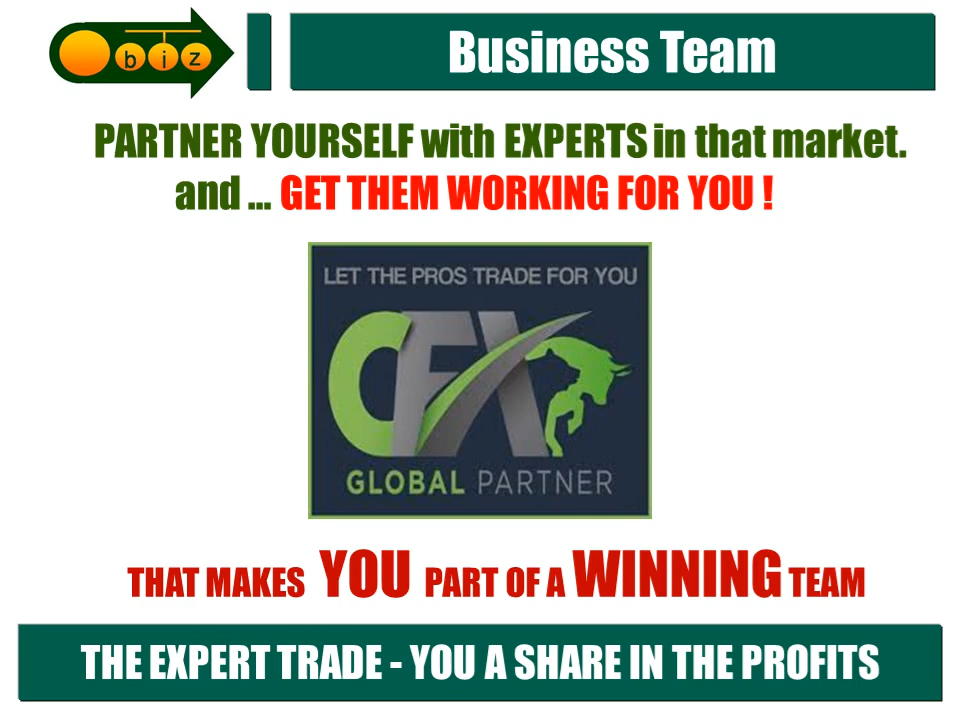 b i z
Business Team
PARTNER YOURSELF with EXPERTS in that market.
and ... GET THEM WORKING FOR YOU !
LET THE PROS TRADE FOR YOU
CFX
GLOBAL PARTNER
THAT MAKES YOU PART OF A WINNING TEAM
THE EXPERT TRADE - YOU A SHARE IN THE PROFITS